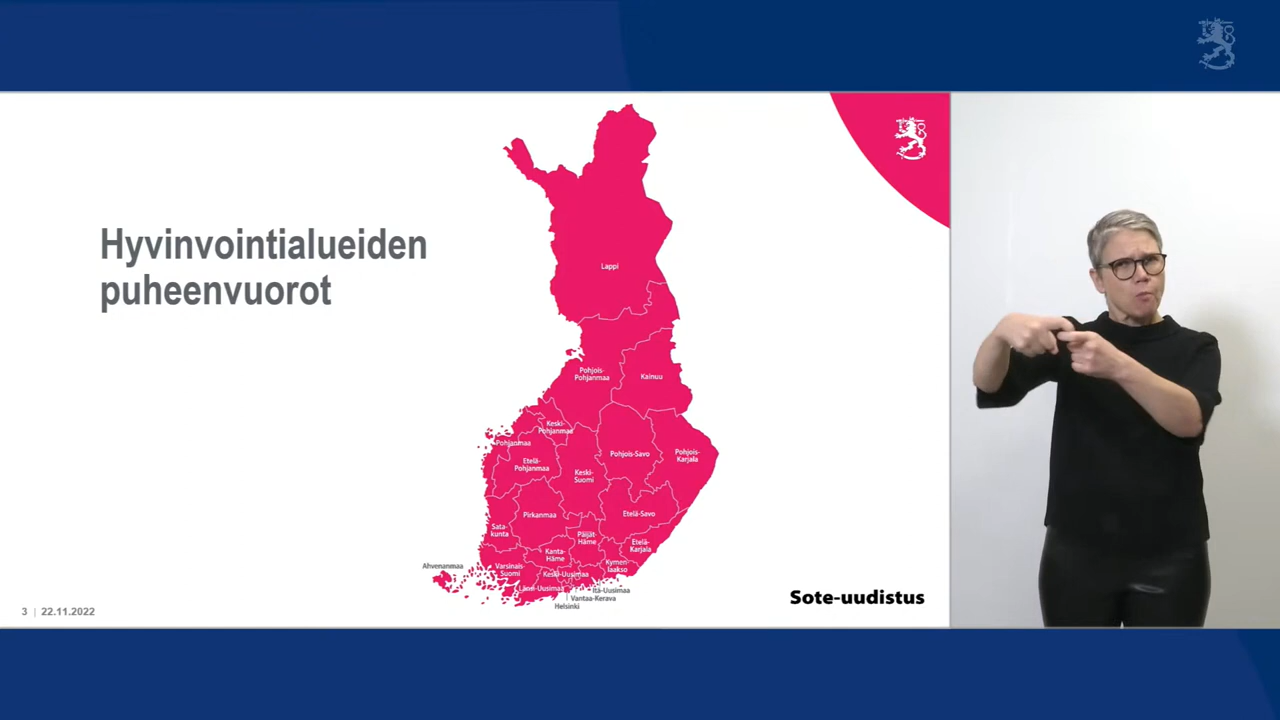 Hyvinvointialueiden
puheenvuorot
Lappi
Pohjois-
Pohjanmaa
Kainuu
Keski-
Pohjanmaa
Pohjanmaa
Etelä-
Pohjanmaa
Keski-
Suomi
Pohjois-Savo
Pohjois-
Karjala
Pirkanmaa
Etelä-Savo
Sata-
kunta
Päijät-
Häme
Etelä-
Karjala
Kanta-
Häme
Kymen-
laakso
Ahvenanmaa
Varsinais-
Suomi
Keski-Uusimaa
Länsi-Uusimaa
Itä-Uusimaa
Vantaa-Kerava
Helsinki
Sote-uudistus
3 | 22.11.2022